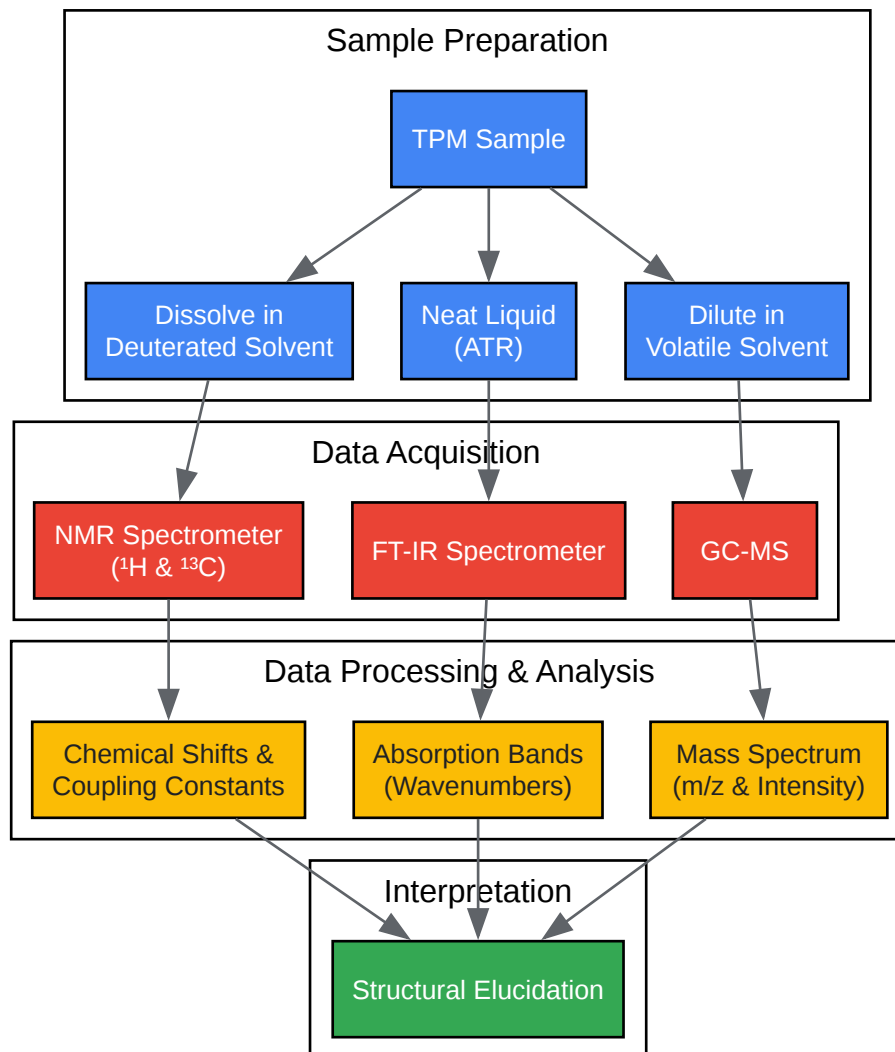 Sample Preparation
TPM Sample
Dissolve in
Deuterated Solvent
Neat Liquid
(ATR)
Dilute in
Volatile Solvent
Data Acquisition
NMR Spectrometer
(¹H & ¹³C)
FT-IR Spectrometer
GC-MS
Data Processing & Analysis
Chemical Shifts &
Coupling Constants
Absorption Bands
(Wavenumbers)
Mass Spectrum
(m/z & Intensity)
Interpretation
Structural Elucidation